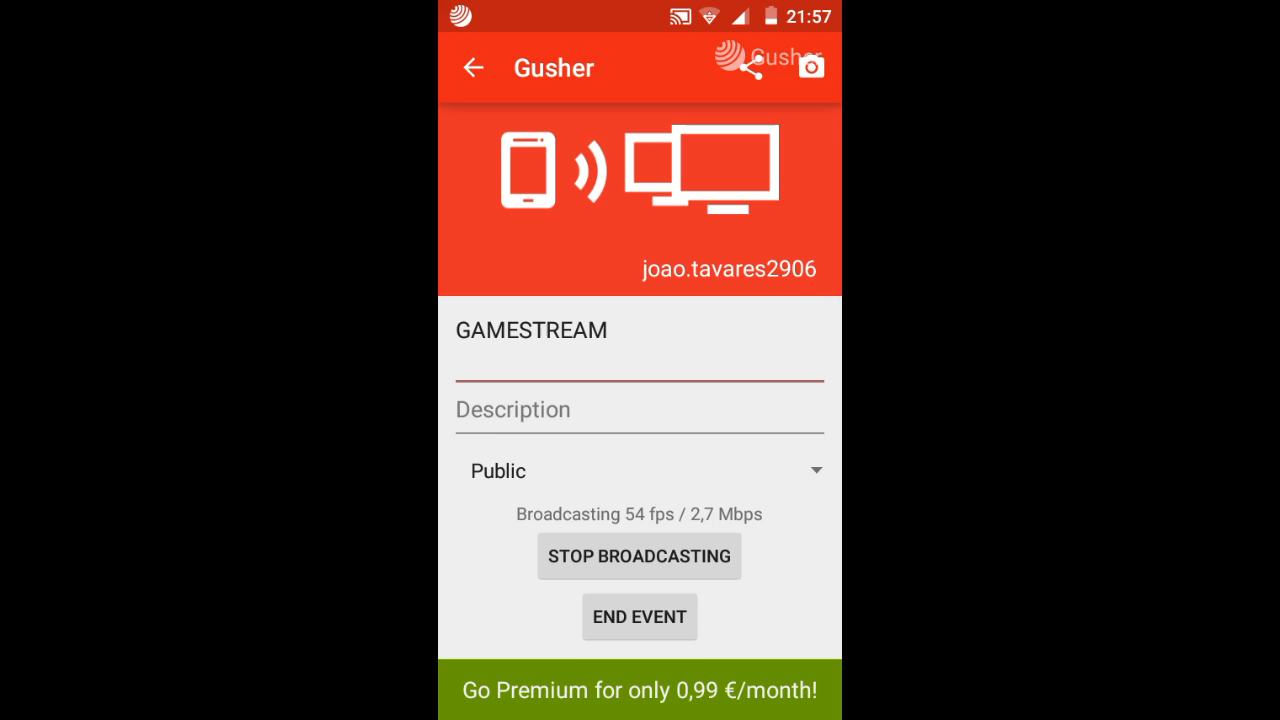 21:57
Gusher
Gusher
joao.tavares2906
GAMESTREAM
Description
Public
Broadcasting 54 fps / 2,7 Mbps
STOP BROADCASTING
END EVENT
Go Premium for only 0,99 €/month!